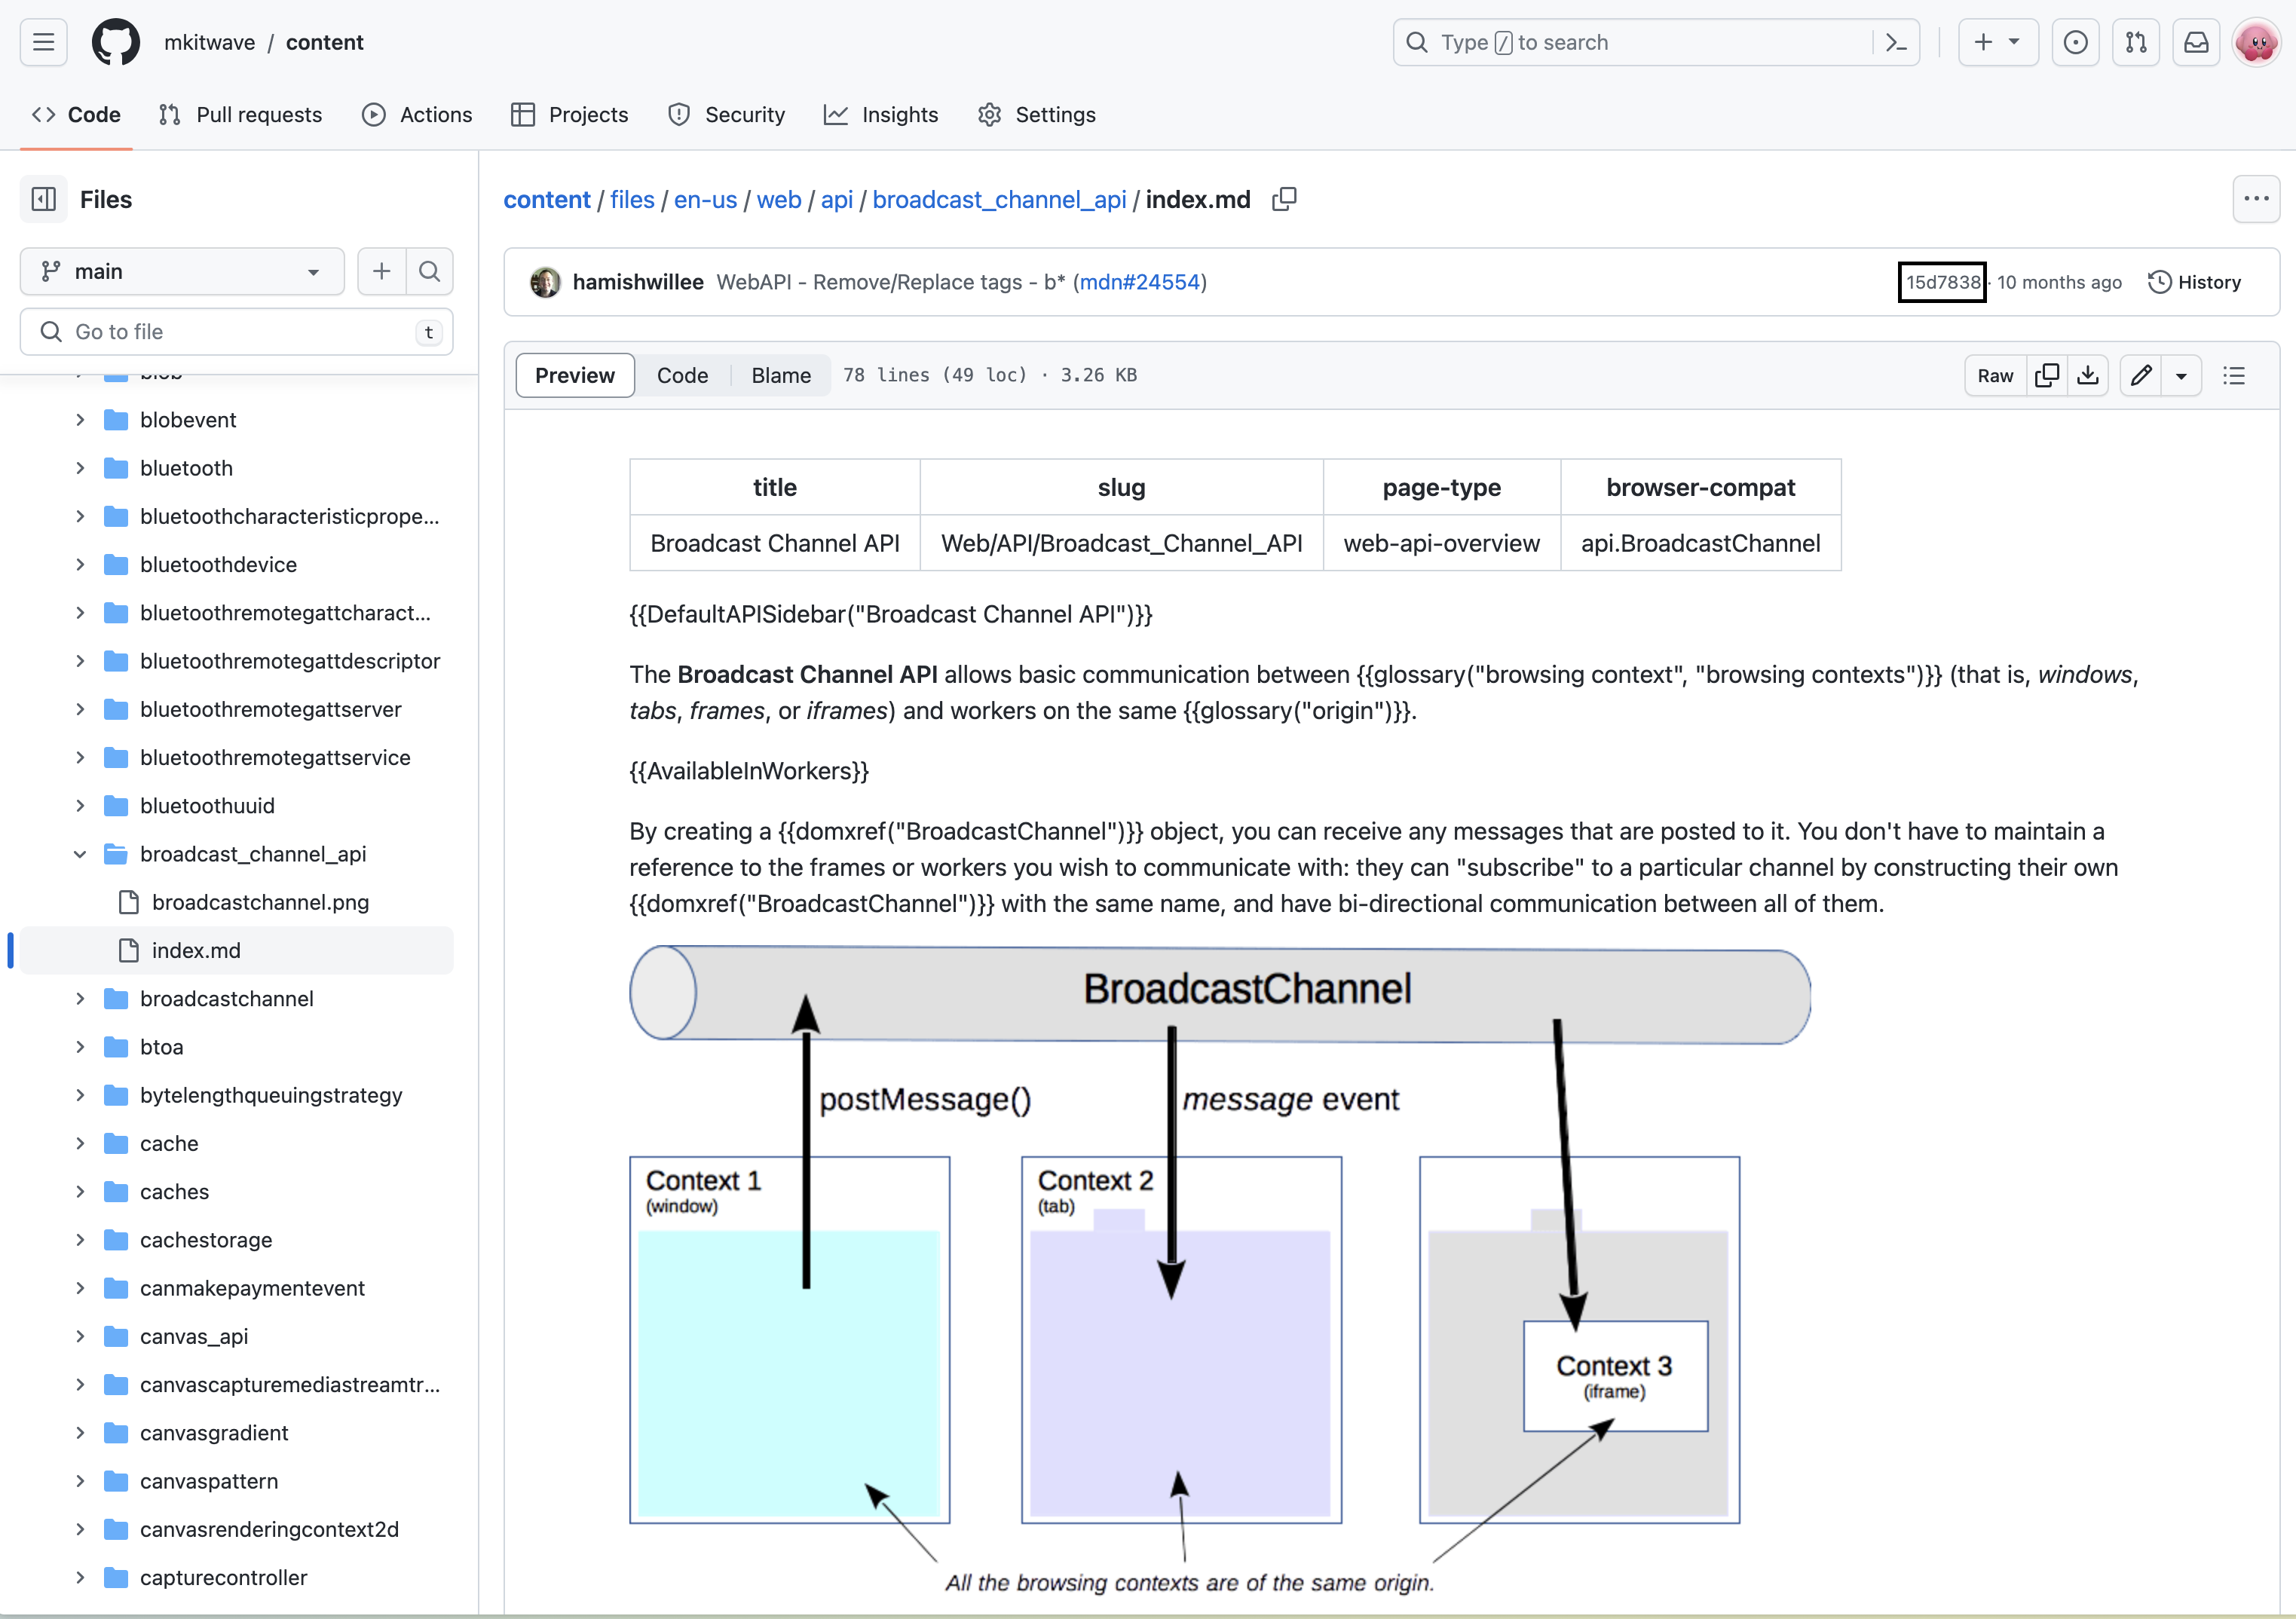 mkitwave / content
Type / to search
Code
Pull requests
Actions
Projects
Security
Insights
Settings
Files
main
Go to file
t
blob
blobevent
bluetooth
bluetoothcharacteristicprope...
bluetoothdevice
bluetoothremotegattcharact...
bluetoothremotegattdescriptor
bluetoothremotegattserver
bluetoothremotegattservice
bluetoothuuid
broadcast_channel_api
broadcastchannel.png
index.md
broadcastchannel
btoa
bytelengthqueuingstrategy
cache
caches
cachestorage
canmakepaymentevent
canvas_api
canvascapturemediastreamtr...
canvasgradient
canvaspattern
canvasrenderingcontext2d
capturecontroller
content / files / en-us / web / api / broadcast_channel_api / index.md
hamishwillee WebAPI - Remove/Replace tags - b* (mdn#24554)
15d7838 · 10 months ago
History
Preview
Code
Blame
78 lines (49 loc) · 3.26 KB
Raw
title slug page-type browser-compat
Broadcast Channel API Web/API/Broadcast_Channel_API web-api-overview api.BroadcastChannel
{{DefaultAPISidebar("Broadcast Channel API")}}
The Broadcast Channel API allows basic communication between {{glossary("browsing context", "browsing contexts")}} (that is, windows,
tabs, frames, or iframes) and workers on the same {{glossary("origin")}}.
{{AvailableInWorkers}}
By creating a {{domxref("BroadcastChannel")}} object, you can receive any messages that are posted to it. You don't have to maintain a
reference to the frames or workers you wish to communicate with: they can "subscribe" to a particular channel by constructing their own
{{domxref("BroadcastChannel")}} with the same name, and have bi-directional communication between all of them.
BroadcastChannel
postMessage()
message event
Context 1
(window)
Context 2
(tab)
Context 3
(iframe)
All the browsing contexts are of the same origin.